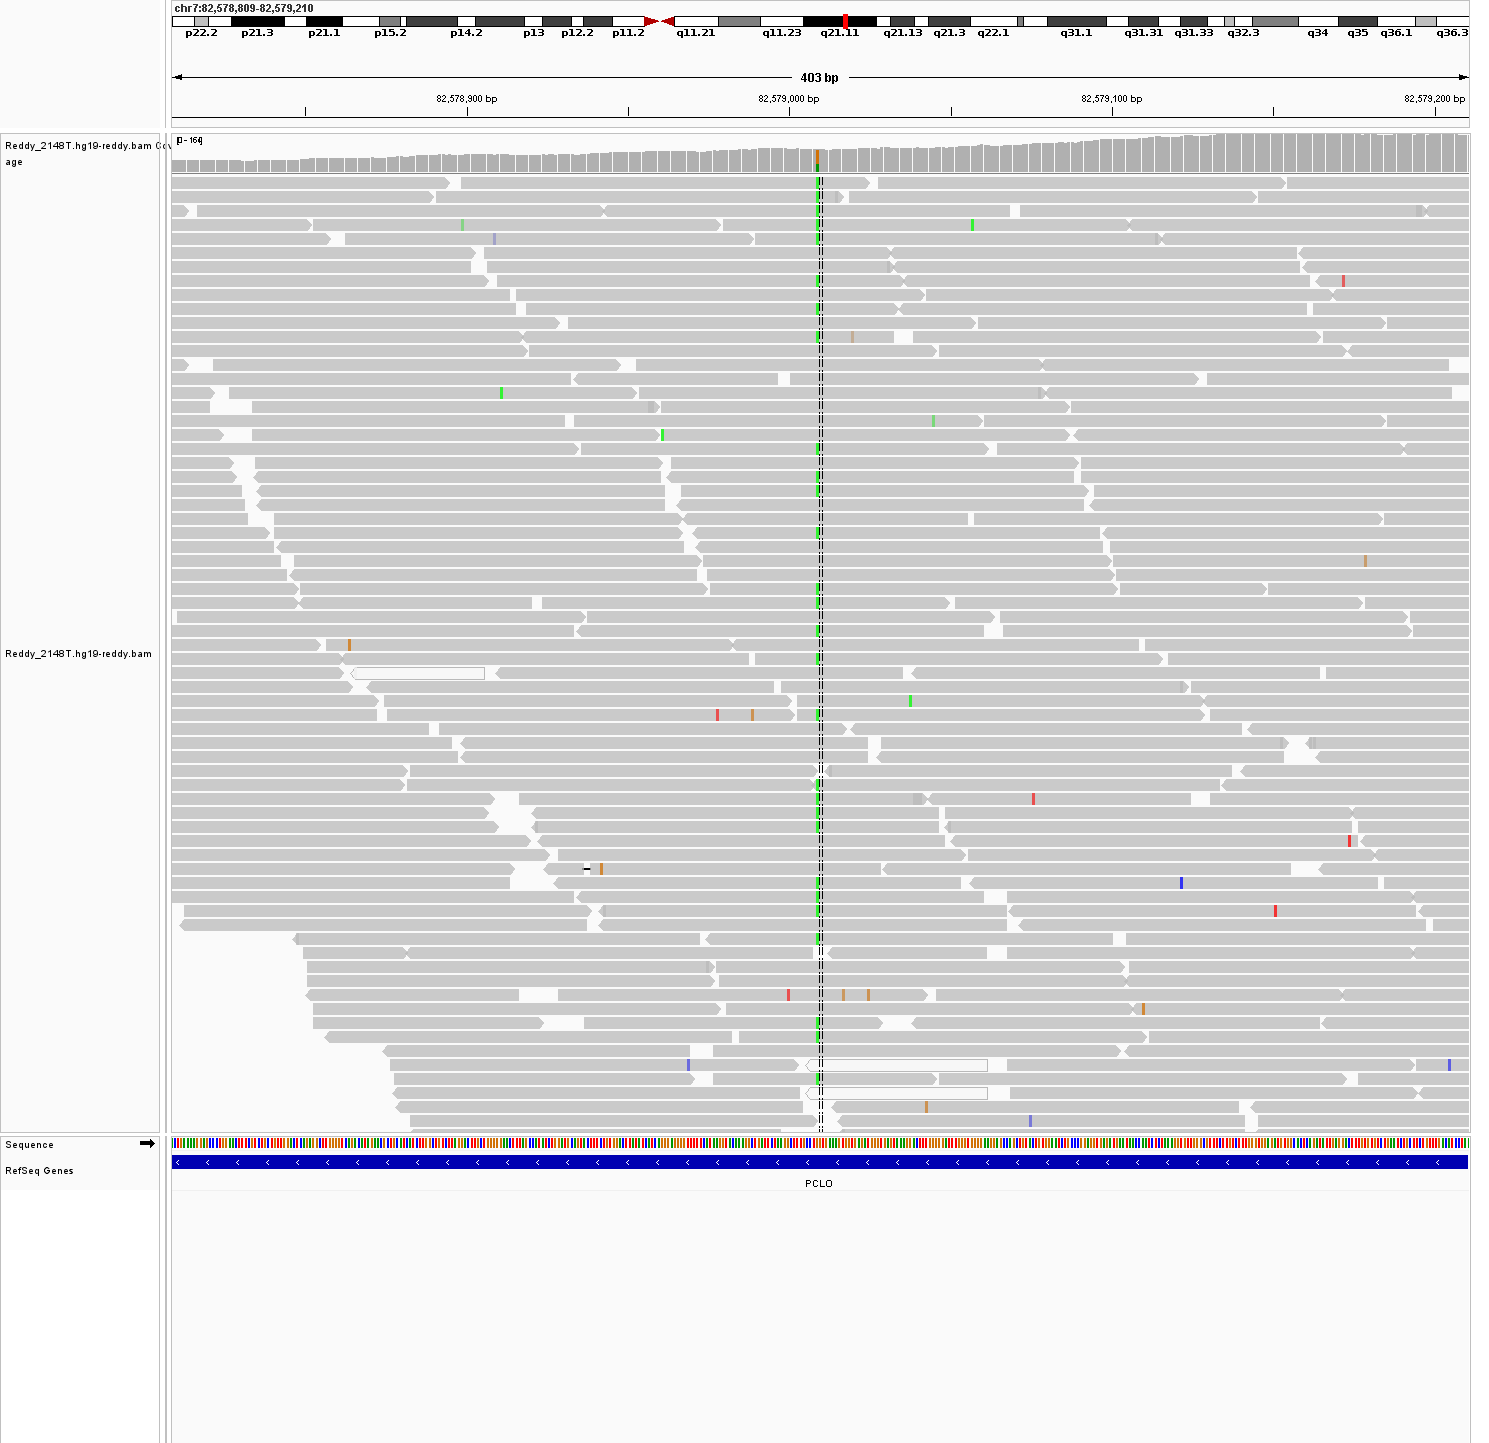 chr7:82,578,809-82,579,210
p22.2 p21.3 p21.1 p15.2 p14.2 p13 p12.2 p11.2 q11.21 q11.23 q21.11 q21.13 q21.3 q22.1 q31.1 q31.31 q31.33 q32.3 q34 q35 q36.1 q36.3
403 bp
82,578,900 bp 82,579,000 bp 82,579,100 bp 82,579,200 bp
[0 - 164]
Reddy_2148T.hg19-reddy.bam Cov
age
Reddy_2148T.hg19-reddy.bam
Sequence
RefSeq Genes
PCLO